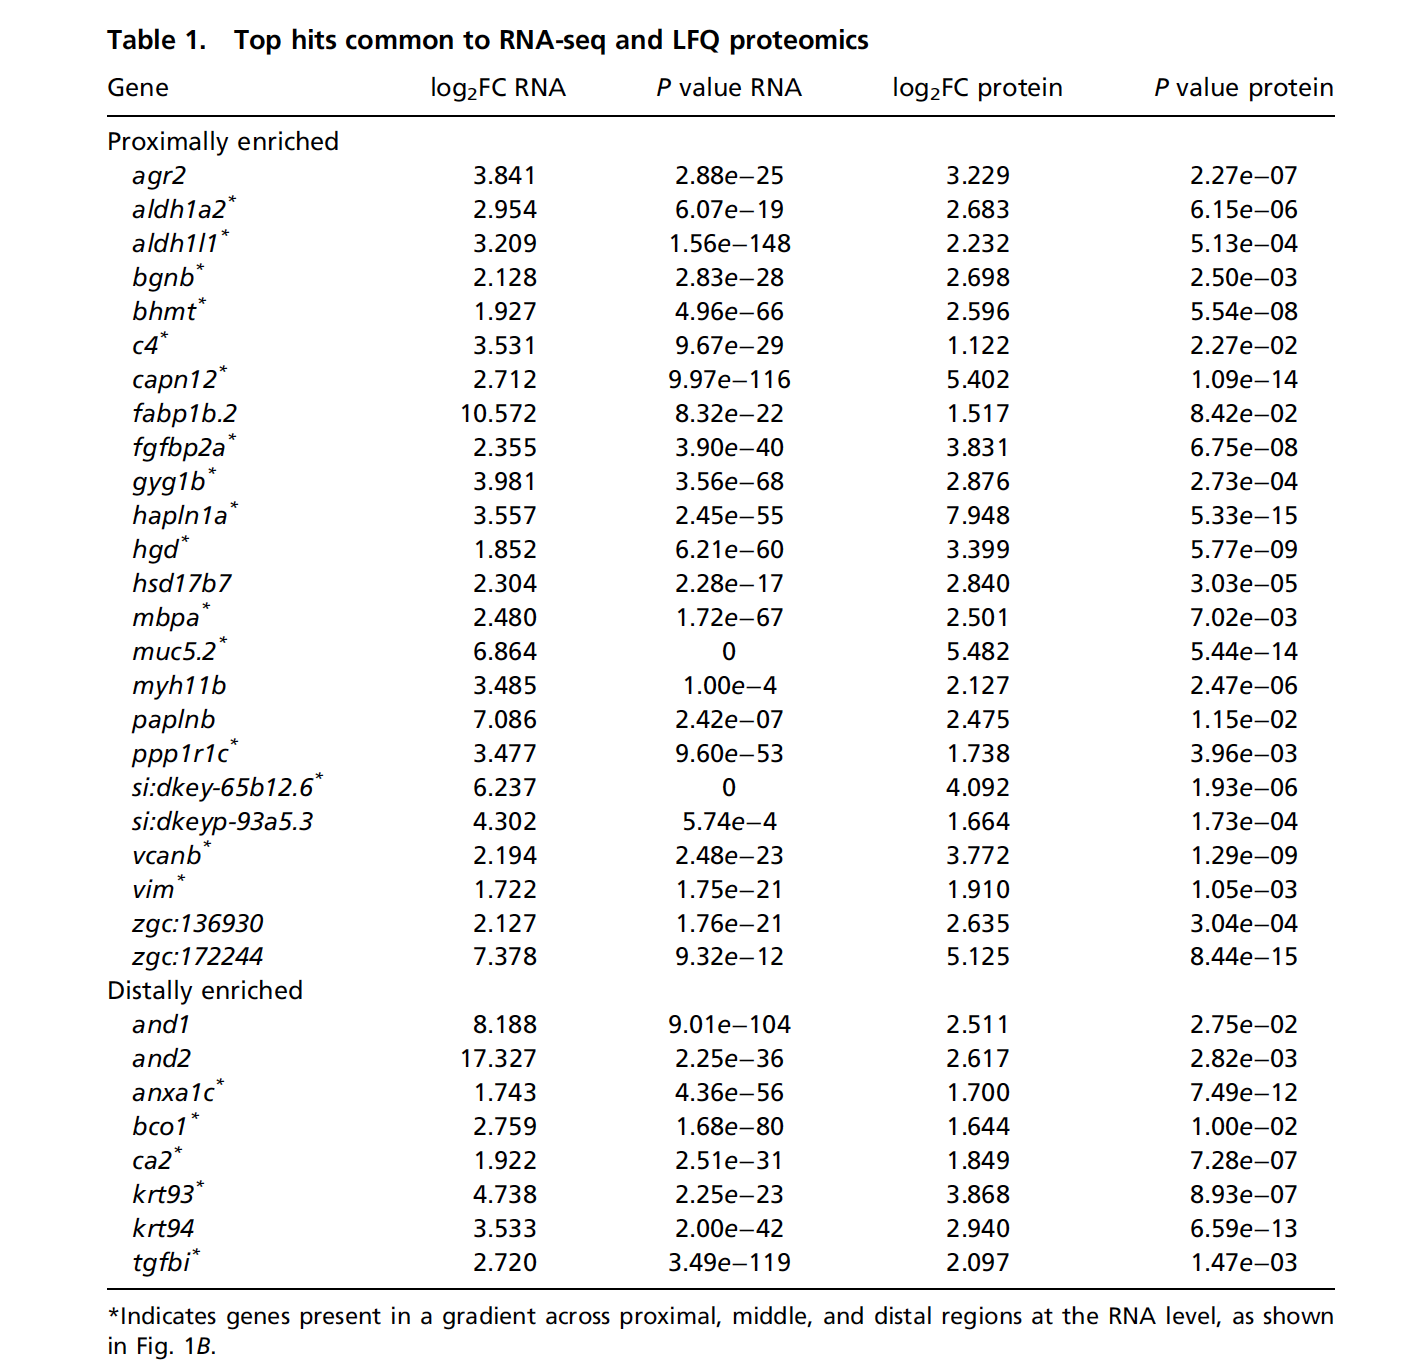 Table 1. Top hits common to RNA-seq and LFQ proteomics
Gene log₂FC RNA P value RNA log₂FC protein P value protein
Proximally enriched
agr2 3.841 2.88e−25 3.229 2.27e−07
aldh1a2* 2.954 6.07e−19 2.683 6.15e−06
aldh1l1* 3.209 1.56e−148 2.232 5.13e−04
bgnb* 2.128 2.83e−28 2.698 2.50e−03
bhmt* 1.927 4.96e−66 2.596 5.54e−08
c4* 3.531 9.67e−29 1.122 2.27e−02
capn12* 2.712 9.97e−116 5.402 1.09e−14
fabp1b.2 10.572 8.32e−22 1.517 8.42e−02
fgfbp2a* 2.355 3.90e−40 3.831 6.75e−08
gyg1b* 3.981 3.56e−68 2.876 2.73e−04
hapln1a* 3.557 2.45e−55 7.948 5.33e−15
hgd* 1.852 6.21e−60 3.399 5.77e−09
hsd17b7 2.304 2.28e−17 2.840 3.03e−05
mbpa* 2.480 1.72e−67 2.501 7.02e−03
muc5.2* 6.864 0 5.482 5.44e−14
myh11b 3.485 1.00e−4 2.127 2.47e−06
paplnb 7.086 2.42e−07 2.475 1.15e−02
ppp1r1c* 3.477 9.60e−53 1.738 3.96e−03
si:dkey-65b12.6* 6.237 0 4.092 1.93e−06
si:dkeyp-93a5.3 4.302 5.74e−4 1.664 1.73e−04
vcanb* 2.194 2.48e−23 3.772 1.29e−09
vim* 1.722 1.75e−21 1.910 1.05e−03
zgc:136930 2.127 1.76e−21 2.635 3.04e−04
zgc:172244 7.378 9.32e−12 5.125 8.44e−15
Distally enriched
and1 8.188 9.01e−104 2.511 2.75e−02
and2 17.327 2.25e−36 2.617 2.82e−03
anxa1c* 1.743 4.36e−56 1.700 7.49e−12
bco1* 2.759 1.68e−80 1.644 1.00e−02
ca2* 1.922 2.51e−31 1.849 7.28e−07
krt93* 4.738 2.25e−23 3.868 8.93e−07
krt94 3.533 2.00e−42 2.940 6.59e−13
tgfbi* 2.720 3.49e−119 2.097 1.47e−03
*Indicates genes present in a gradient across proximal, middle, and distal regions at the RNA level, as shown
in Fig. 1B.